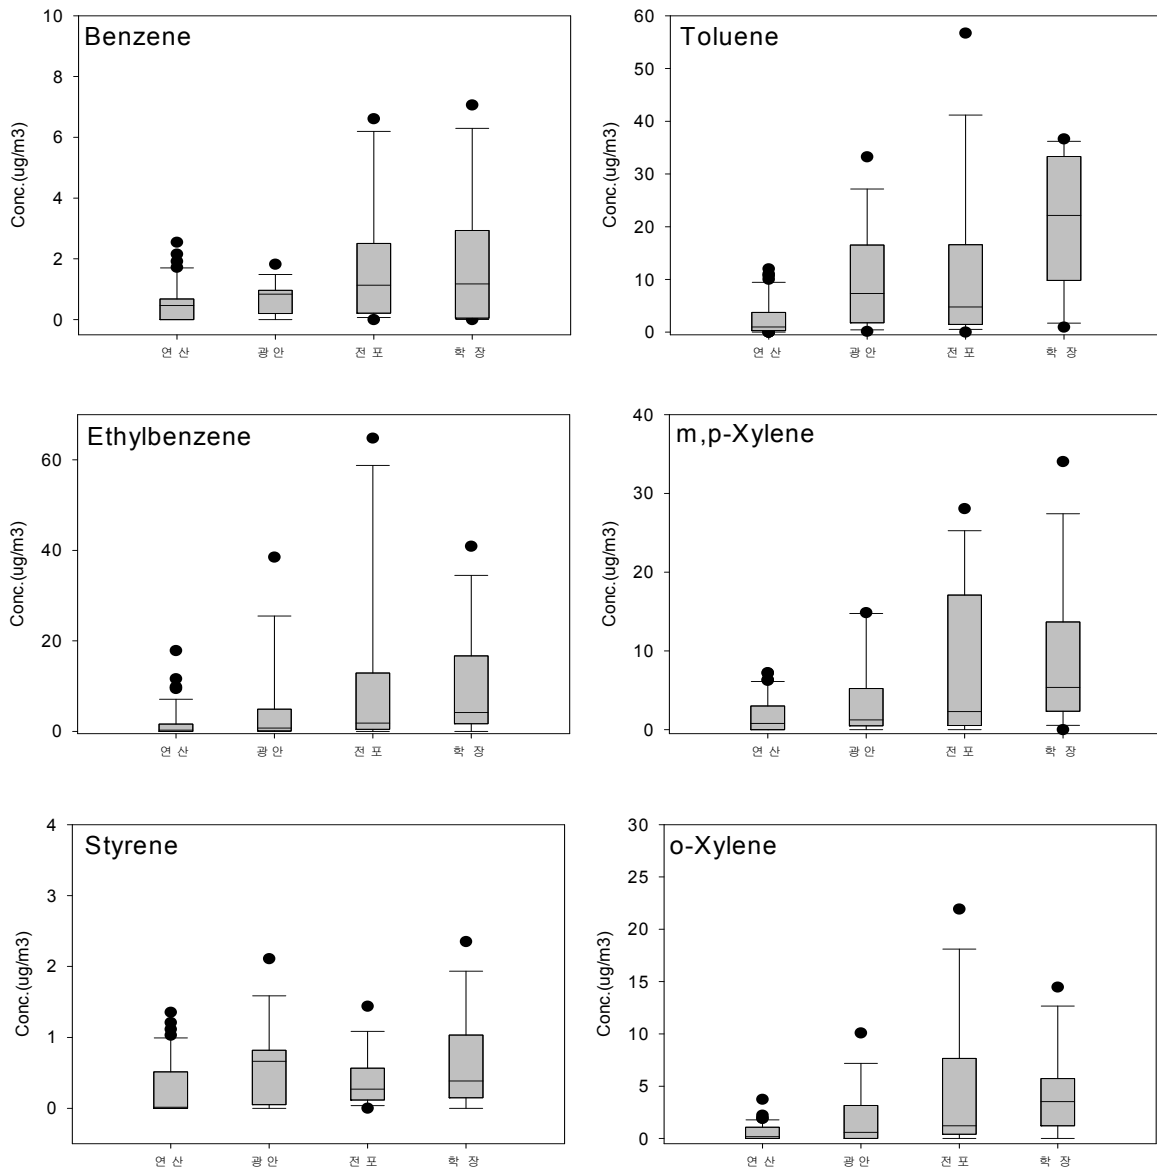 Benzene
Conc.(ug/m3)
10
8
6
4
2
0
연 산 광 안 전 포 학 장
Toluene
Conc.(ug/m3)
60
50
40
30
20
10
0
연 산 광 안 전 포 학 장
Ethylbenzene
Conc.(ug/m3)
60
40
20
0
연 산 광 안 전 포 학 장
m,p-Xylene
Conc.(ug/m3)
40
30
20
10
0
연 산 광 안 전 포 학 장
Styrene
Conc.(ug/m3)
4
3
2
1
0
연 산 광 안 전 포 학 장
o-Xylene
Conc.(ug/m3)
30
25
20
15
10
5
0
연 산 광 안 전 포 학 장